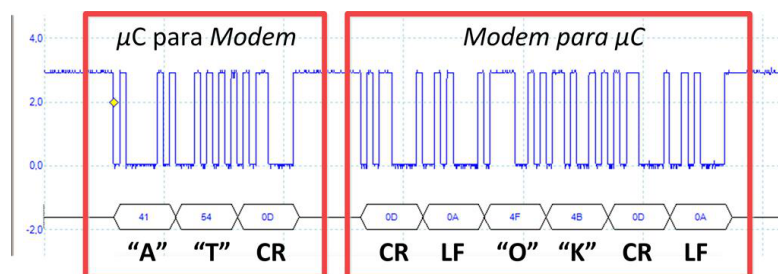 µC para Modem
Modem para µC
4,0
2,0
0,0
-2,0
41 54 0D 0D 0A 4F 4B 0D 0A
“A” “T” CR CR LF “O” “K” CR LF